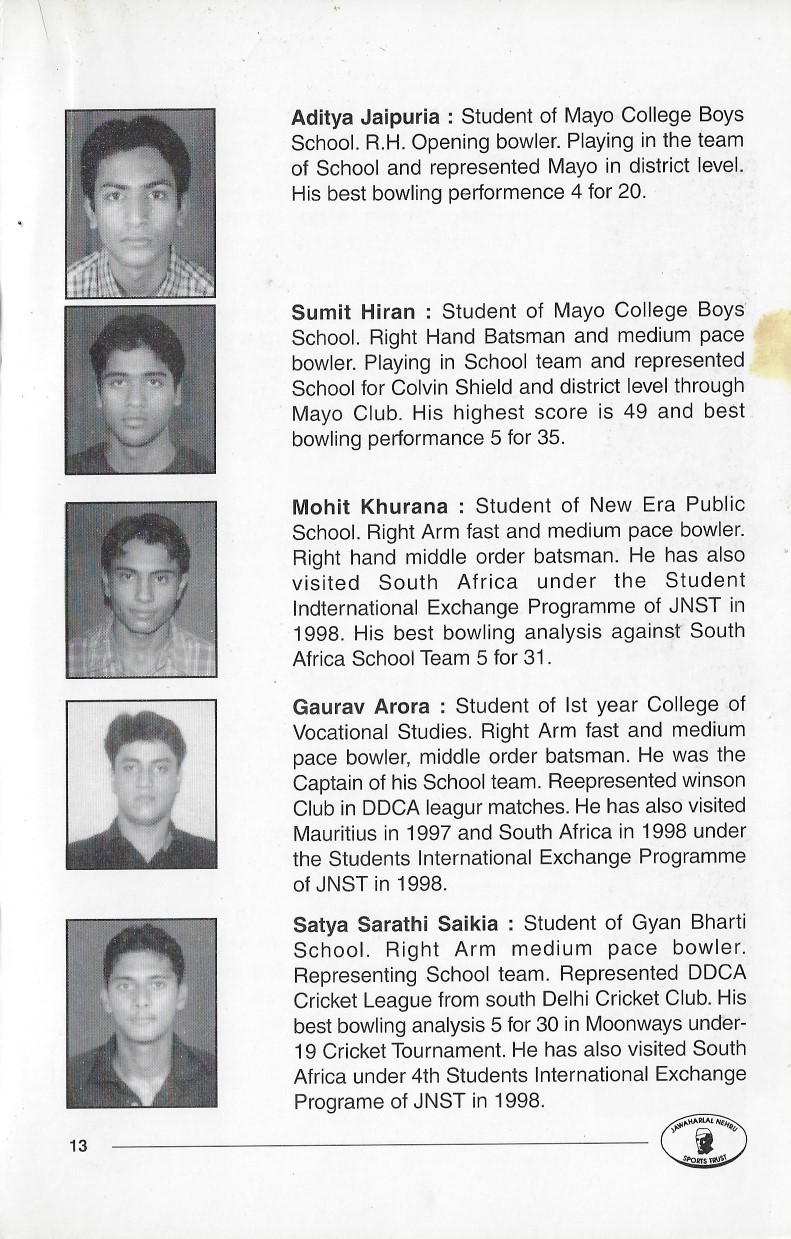 Aditya Jaipuria : Student of Mayo College Boys
School. R.H. Opening bowler. Playing in the team
of School and represented Mayo in district level.
His best bowling performence 4 for 20.
Sumit Hiran : Student of Mayo College Boys
School. Right Hand Batsman and medium pace
bowler. Playing in School team and represented
School for Colvin Shield and district level through
Mayo Club. His highest score is 49 and best
bowling performance 5 for 35.
Mohit Khurana : Student of New Era Public
School. Right Arm fast and medium pace bowler.
Right hand middle order batsman. He has also
visited South Africa under the Student
Indternational Exchange Programme of JNST in
1998. His best bowling analysis against South
Africa School Team 5 for 31.
Gaurav Arora : Student of Ist year College of
Vocational Studies. Right Arm fast and medium
pace bowler, middle order batsman. He was the
Captain of his School team. Reepresented winson
Club in DDCA leagur matches. He has also visited
Mauritius in 1997 and South Africa in 1998 under
the Students International Exchange Programme
of JNST in 1998.
Satya Sarathi Saikia : Student of Gyan Bharti
School. Right Arm medium pace bowler.
Representing School team. Represented DDCA
Cricket League from south Delhi Cricket Club. His
best bowling analysis 5 for 30 in Moonways under-
19 Cricket Tournament. He has also visited South
Africa under 4th Students International Exchange
Programe of JNST in 1998.
13
JAWAHARLAL NEHRU
SPORTS TRUST